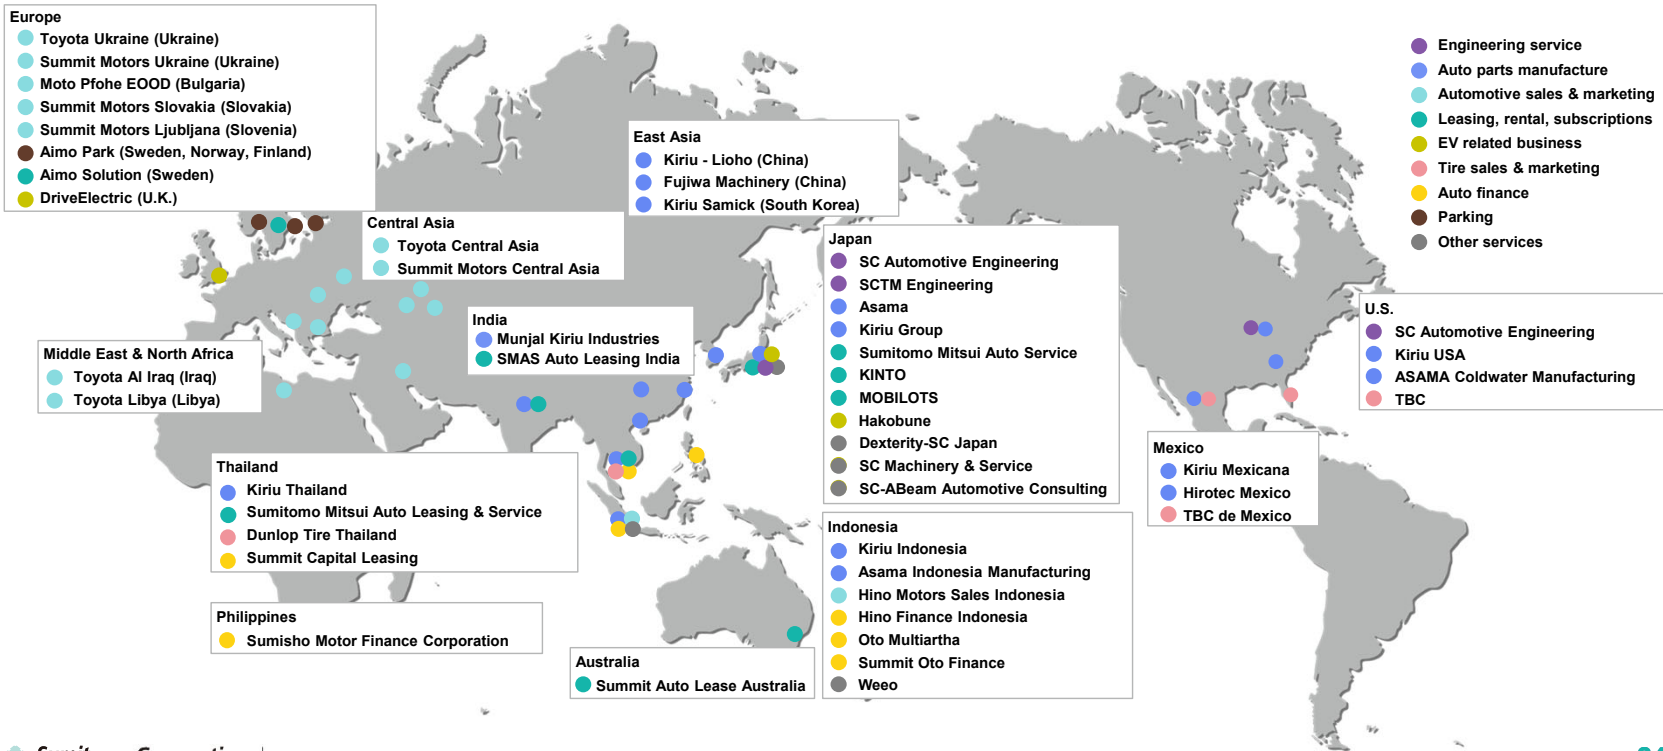 Europe
Toyota Ukraine (Ukraine)
Summit Motors Ukraine (Ukraine)
Moto Pfohe EOOD (Bulgaria)
Summit Motors Slovakia (Slovakia)
Summit Motors Ljubljana (Slovenia)
Aimo Park (Sweden, Norway, Finland)
Aimo Solution (Sweden)
DriveElectric (U.K.)
Central Asia
Toyota Central Asia
Summit Motors Central Asia
East Asia
Kiriu - Lioho (China)
Fujiwa Machinery (China)
Kiriu Samick (South Korea)
Engineering service
Auto parts manufacture
Automotive sales & marketing
Leasing, rental, subscriptions
EV related business
Tire sales & marketing
Auto finance
Parking
Other services
Middle East & North Africa
Toyota Al Iraq (Iraq)
Toyota Libya (Libya)
India
Munjal Kiriu Industries
SMAS Auto Leasing India
Japan
SC Automotive Engineering
SCTM Engineering
Asama
Kiriu Group
Sumitomo Mitsui Auto Service
KINTO
MOBILOTS
Hakobune
Dexterity-SC Japan
SC Machinery & Service
SC-ABeam Automotive Consulting
U.S.
SC Automotive Engineering
Kiriu USA
ASAMA Coldwater Manufacturing
TBC
Mexico
Kiriu Mexicana
Hirotec Mexico
TBC de Mexico
Thailand
Kiriu Thailand
Sumitomo Mitsui Auto Leasing & Service
Dunlop Tire Thailand
Summit Capital Leasing
Philippines
Sumisho Motor Finance Corporation
Australia
Summit Auto Lease Australia
Indonesia
Kiriu Indonesia
Asama Indonesia Manufacturing
Hino Motors Sales Indonesia
Hino Finance Indonesia
Oto Multiartha
Summit Oto Finance
Weeo